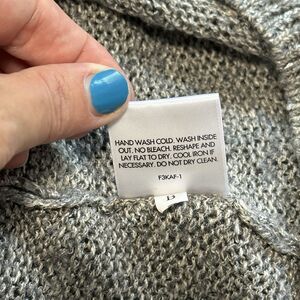 HAND WASH COLD. WASH INSIDE
OUT. NO BLEACH. RESHAPE AND
LAY FLAT TO DRY. COOL IRON IF
NECESSARY. DO NOT DRY CLEAN.
F3KAF-1